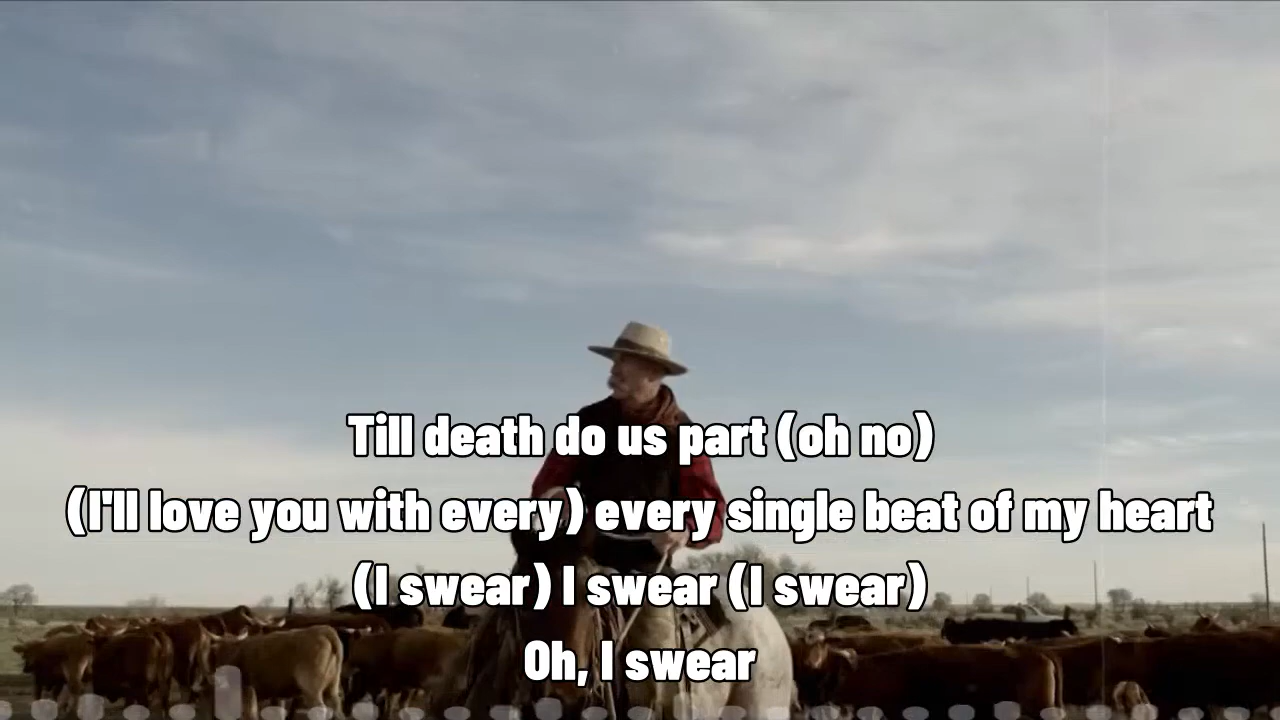 Till death do us part (oh no)
(I'll love you with every) every single beat of my heart
(I swear) I swear (I swear)
Oh, I swear